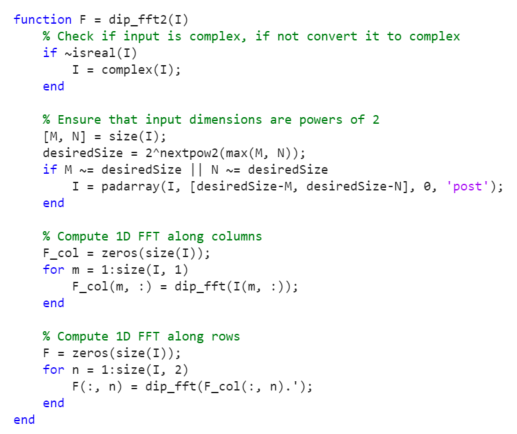 function F = dip_fft2(I)
    % Check if input is complex, if not convert it to complex
    if ~isreal(I)
        I = complex(I);
    end

    % Ensure that input dimensions are powers of 2
    [M, N] = size(I);
    desiredSize = 2^nextpow2(max(M, N));
    if M ~= desiredSize || N ~= desiredSize
        I = padarray(I, [desiredSize-M, desiredSize-N], 0, 'post');
    end

    % Compute 1D FFT along columns
    F_col = zeros(size(I));
    for m = 1:size(I, 1)
        F_col(m, :) = dip_fft(I(m, :));
    end

    % Compute 1D FFT along rows
    F = zeros(size(I));
    for n = 1:size(I, 2)
        F(:, n) = dip_fft(F_col(:, n).');
    end
end